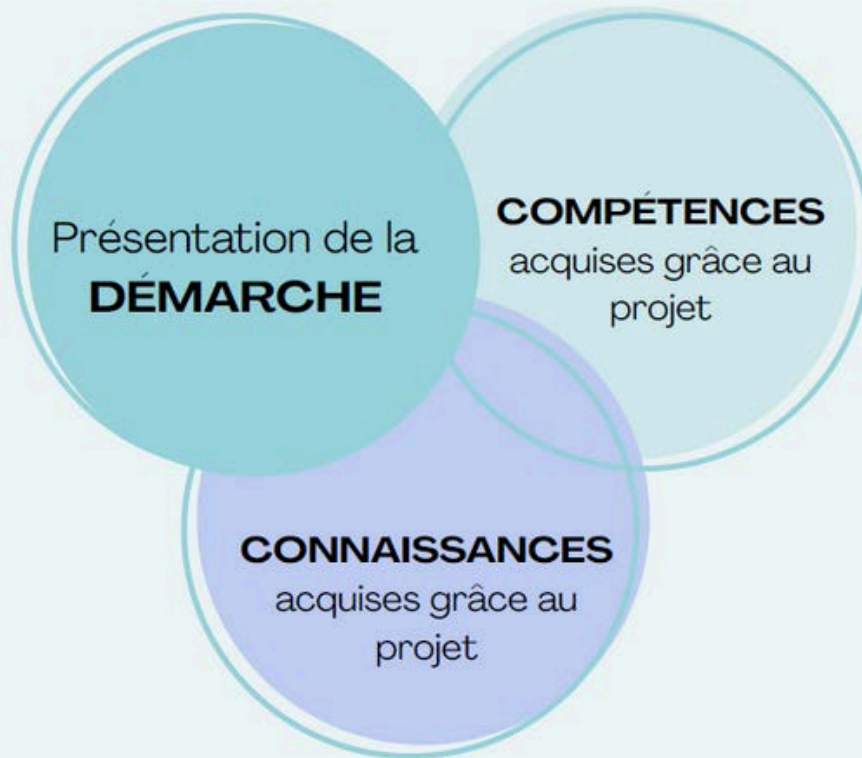 Présentation de la
DÉMARCHE
COMPÉTENCES
acquises grâce au
projet
CONNAISSANCES
acquises grâce au
projet